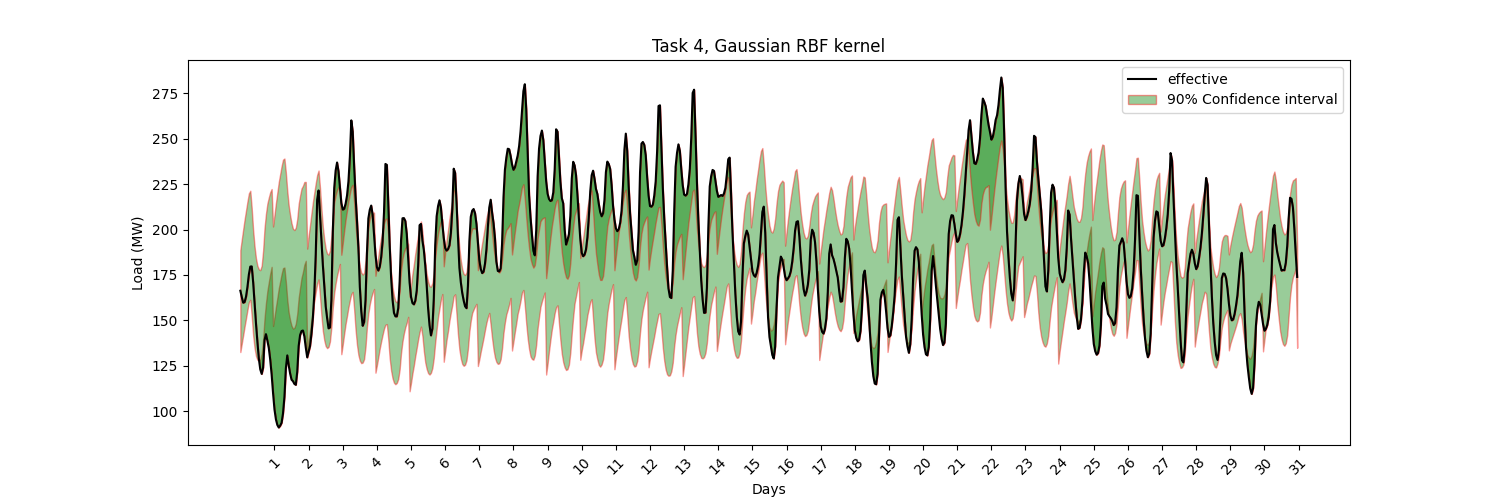 Task 4, Gaussian RBF kernel
effective
90% Confidence interval
Load (MW)
275
250
225
200
175
150
125
100
1 2 3 4 5 6 7 8 9 10 11 12 13 14 15 16 17 18 19 20 21 22 23 24 25 26 27 28 29 30 31
Days